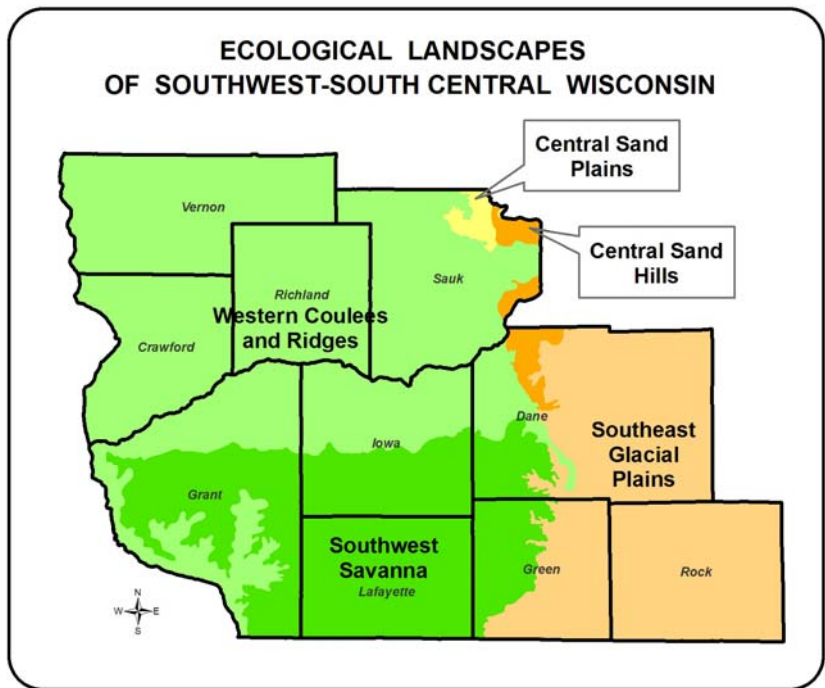 ECOLOGICAL LANDSCAPES
OF SOUTHWEST-SOUTH CENTRAL WISCONSIN
Central Sand
Plains
Vernon
Central Sand
Hills
Sauk
Richland
Western Coulees
and Ridges
Crawford
Dane
Southeast
Glacial
Plains
Iowa
Grant
Southwest
Savanna
Lafayette
Green
Rock
N
W E
S